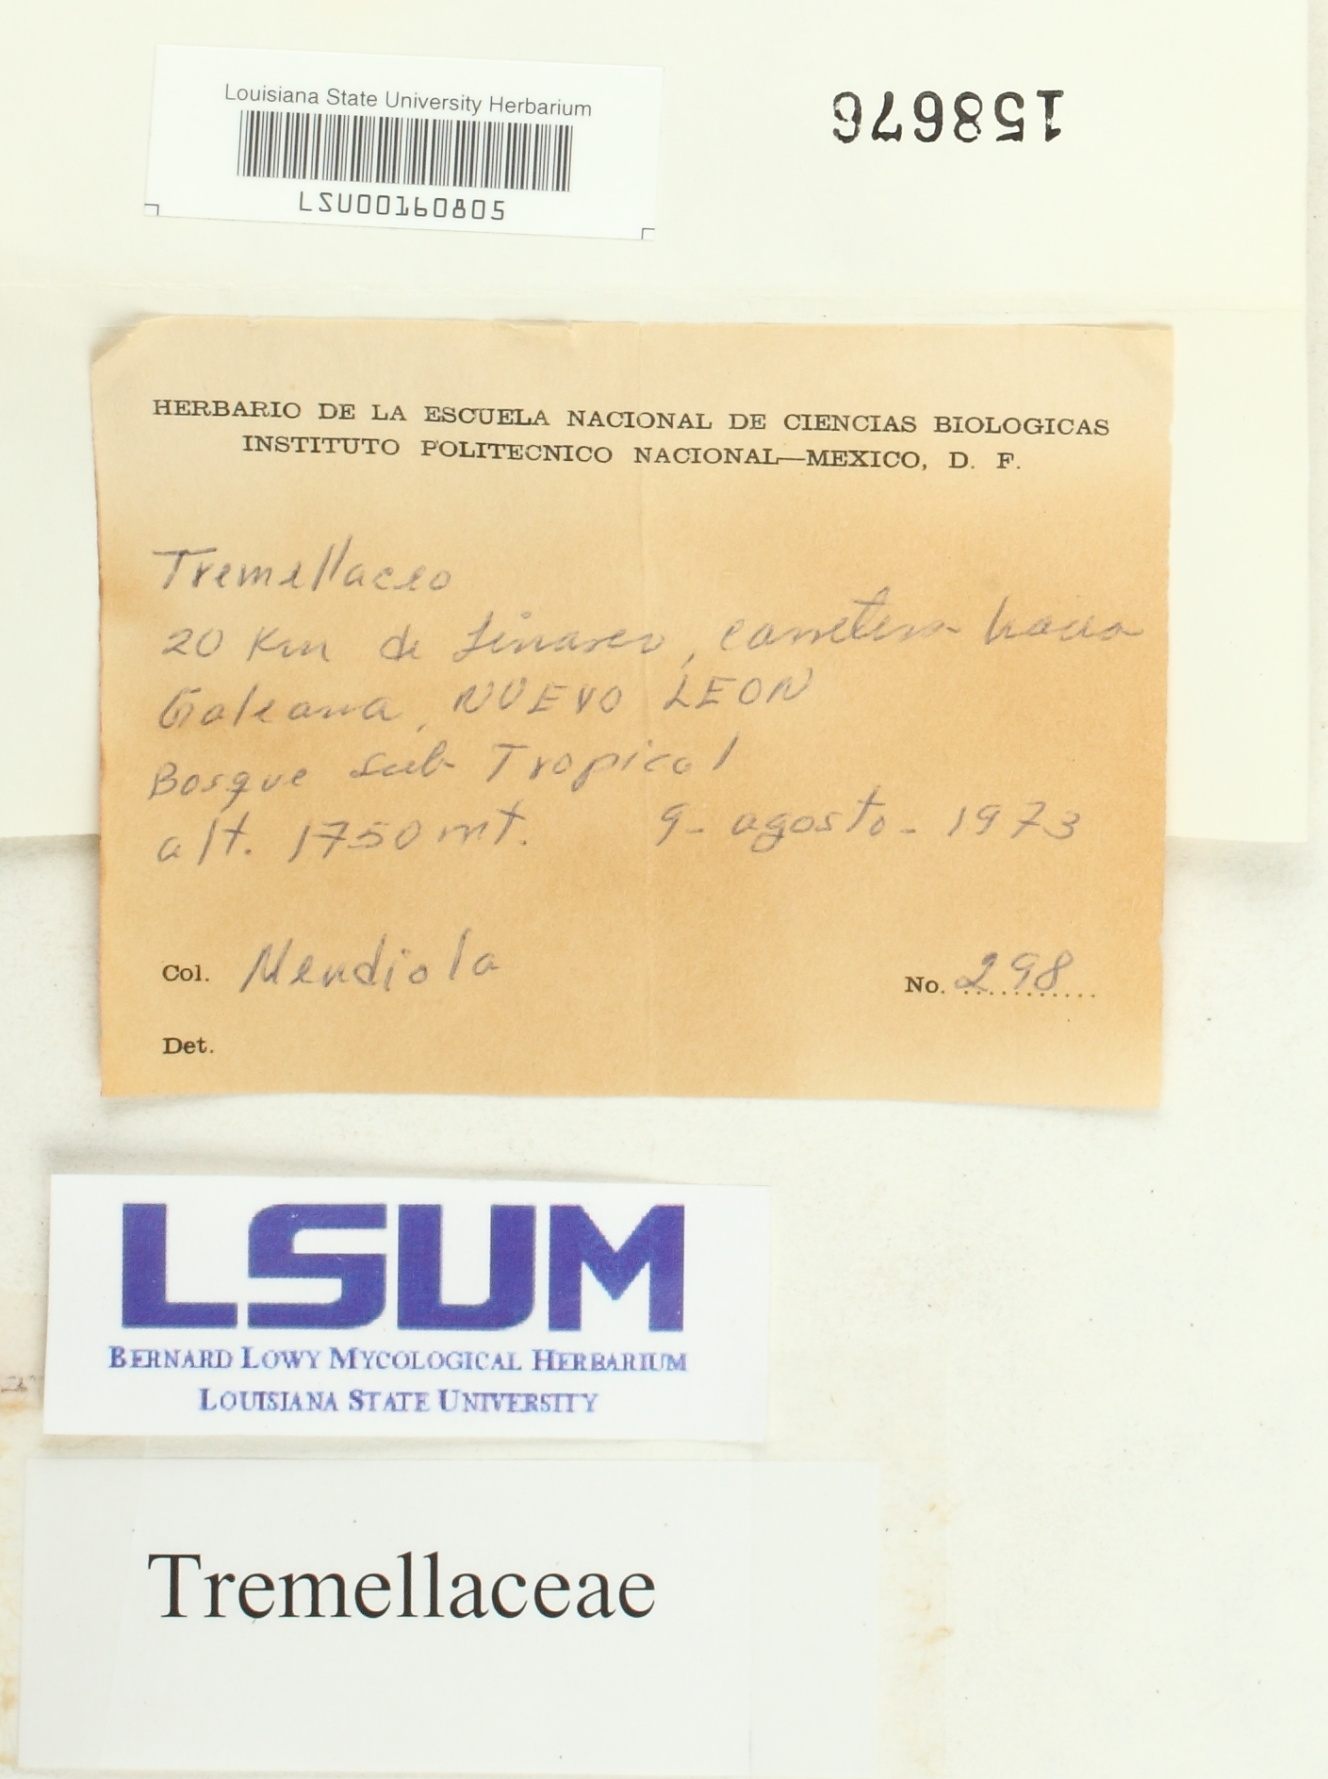 Louisiana State University Herbarium
LSU00160805
158676
HERBARIO DE LA ESCUELA NACIONAL DE CIENCIAS BIOLOGICAS
INSTITUTO POLITECNICO NACIONAL—MEXICO, D. F.
Tremellaceo
20 Km de Linares, carretera hacia
Galeana, NUEVO LEON
Bosque sub Tropical
alt. 1750 mt. 9- agosto - 1973
Col. Mendiola No. 298
Det.
LSUM
BERNARD LOWY MYCOLOGICAL HERBARIUM
LOUISIANA STATE UNIVERSITY
Tremellaceae